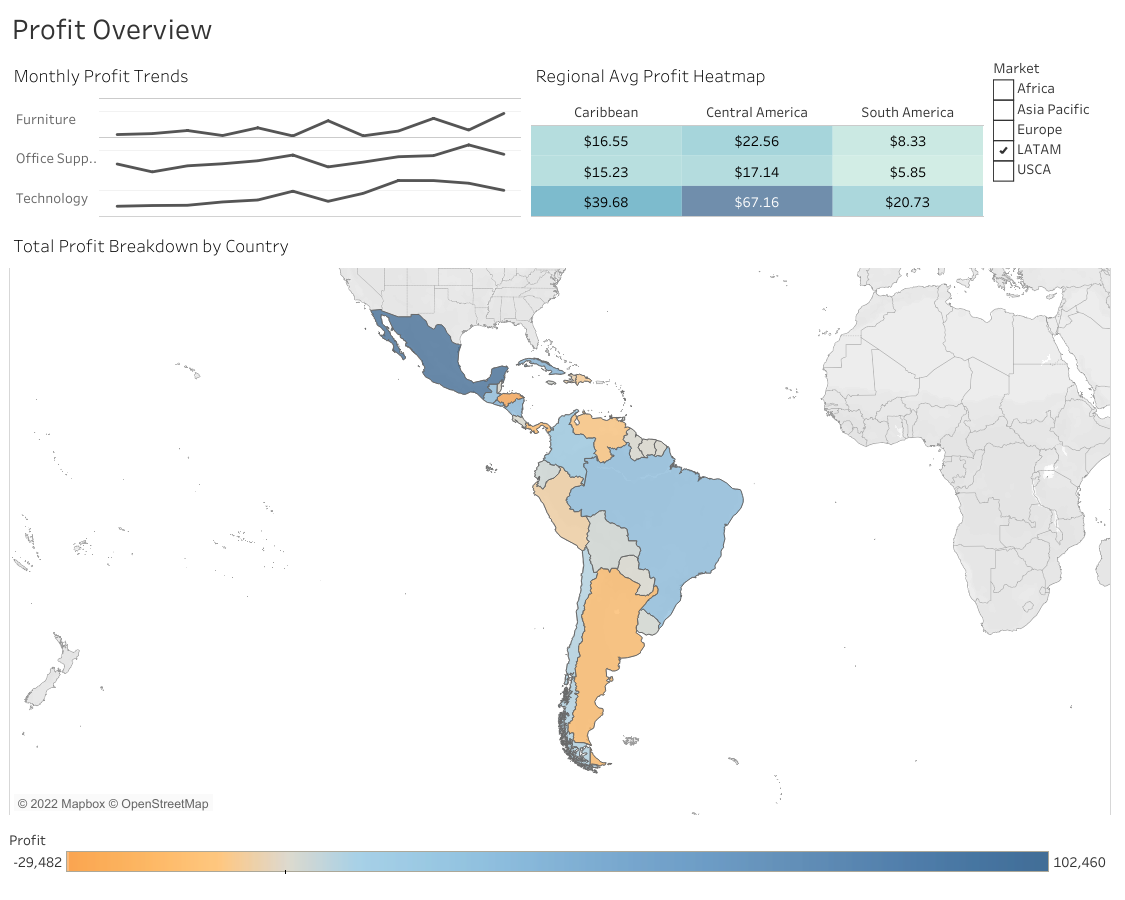 Profit Overview
Monthly Profit Trends
Furniture
Office Supp..
Technology
Regional Avg Profit Heatmap
Caribbean Central America South America
$16.55 $22.56 $8.33
$15.23 $17.14 $5.85
$39.68 $67.16 $20.73
Market
Africa
Asia Pacific
Europe
LATAM
USCA
Total Profit Breakdown by Country
© 2022 Mapbox © OpenStreetMap
Profit
-29,482 102,460